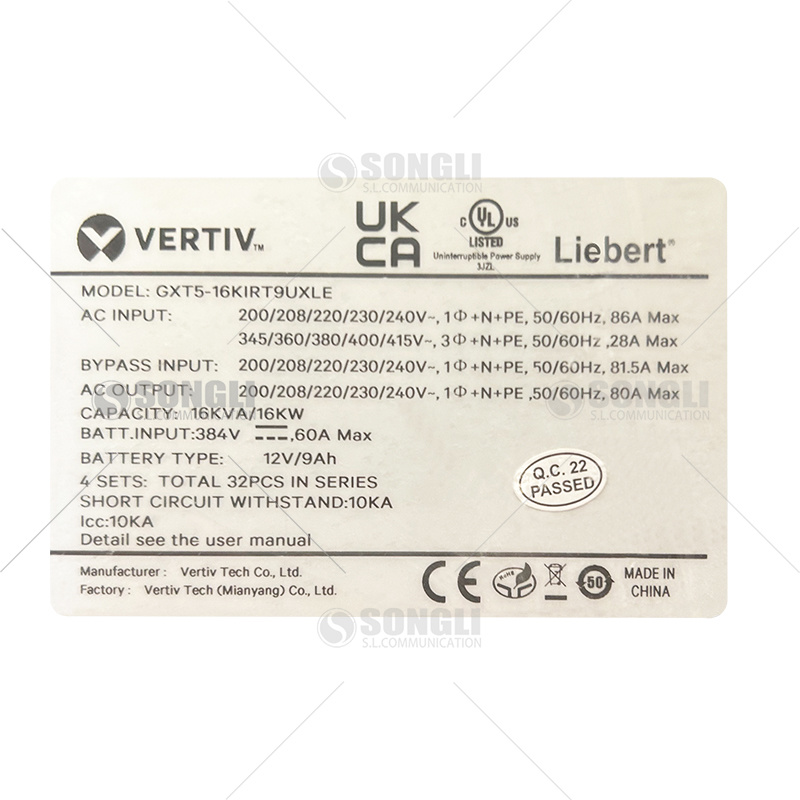 SONGLI
S.L.COMMUNICATION
VERTIV™
UK
CA
C UL US
LISTED
Uninterruptible Power Supply
3JZL
Liebert®
MODEL: GXT5-16KIRT9UXLE
AC INPUT: 200/208/220/230/240V~, 1Φ+N+PE, 50/60Hz, 86A Max
345/360/380/400/415V~, 3Φ+N+PE, 50/60Hz ,28A Max
BYPASS INPUT: 200/208/220/230/240V~, 1Φ+N+PE, 50/60Hz, 81.5A Max
AC OUTPUT: 200/208/220/230/240V~, 1Φ+N+PE ,50/60Hz, 80A Max
SONGLI
S.L.COMMUNICATION
SONGLI
S.L.COMMUNICATION
CAPACITY: 16KVA/16KW
BATT.INPUT:384V ⎓,60A Max
BATTERY TYPE: 12V/9Ah
4 SETS: TOTAL 32PCS IN SERIES
SHORT CIRCUIT WITHSTAND:10KA
Icc:10KA
Detail see the user manual
Q.C. 22
PASSED
Manufacturer : Vertiv Tech Co., Ltd.
Factory : Vertiv Tech (Mianyang) Co., Ltd.
CE
RoHS
50
MADE IN
CHINA
SONGLI
S.L.COMMUNICATION